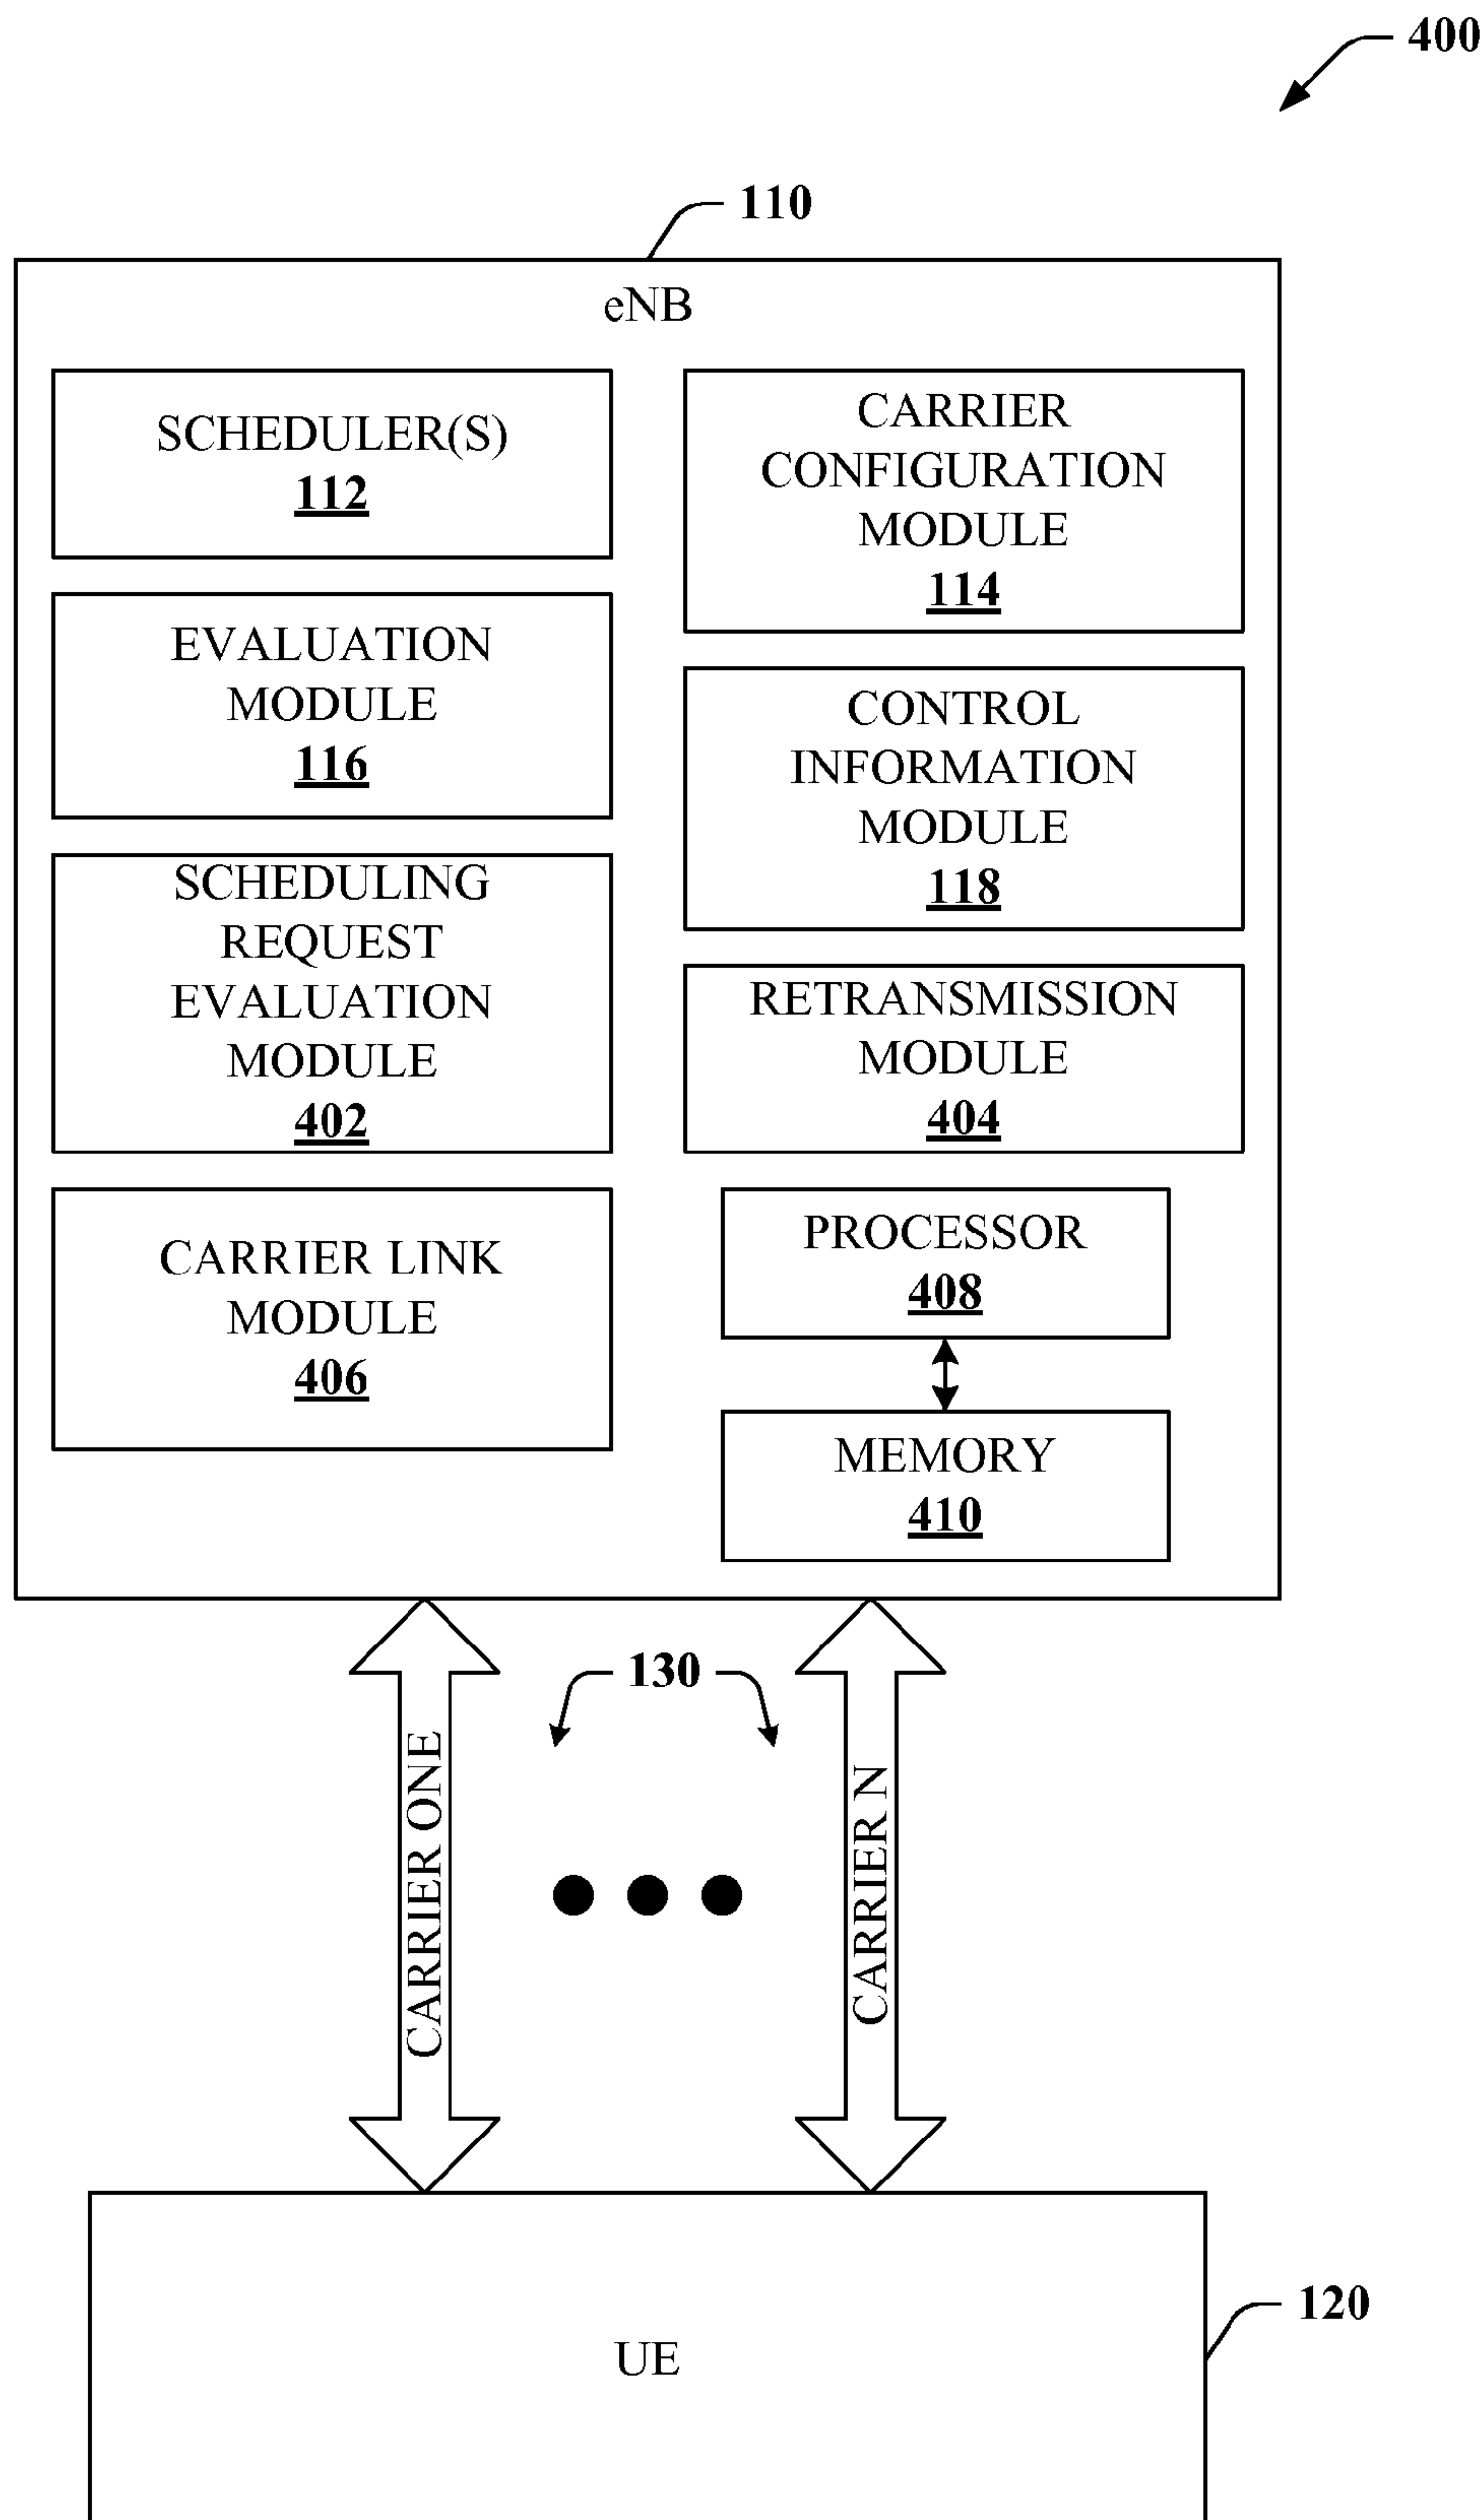 400
110
eNB
SCHEDULER(S)
112
CARRIER
CONFIGURATION
MODULE
114
EVALUATION
MODULE
116
CONTROL
INFORMATION
MODULE
118
SCHEDULING
REQUEST
EVALUATION
MODULE
402
RETRANSMISSION
MODULE
404
CARRIER LINK
MODULE
406
PROCESSOR
408
MEMORY
410
130
CARRIER ONE
CARRIER N
120
UE